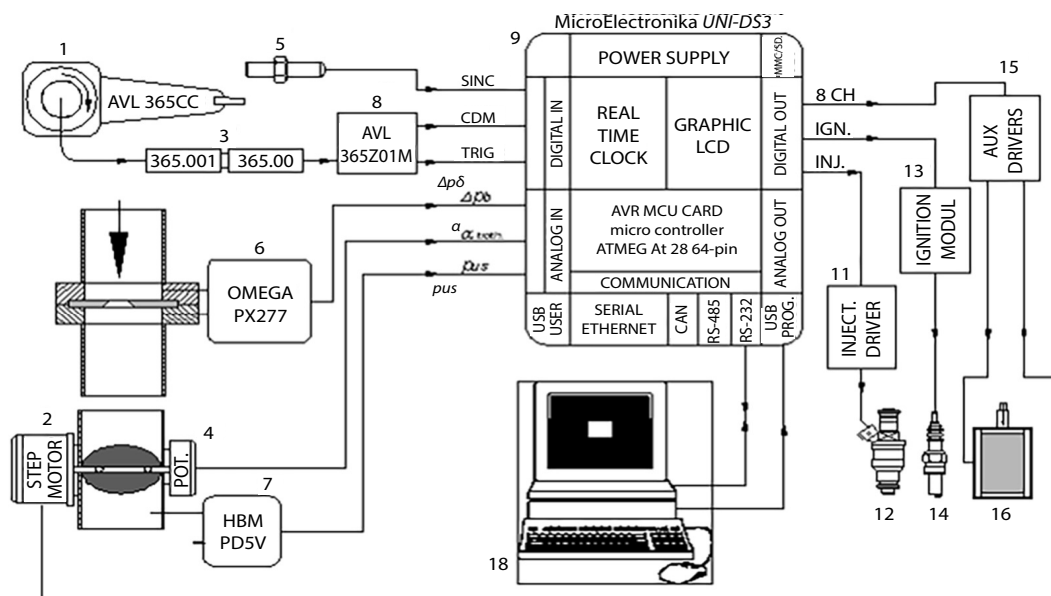 MicroElectronika UNI-DS3
1
5
9
AVL 365CC
3
365.001
365.00
8
AVL
365Z01M
SINC
CDM
TRIG
Δpδ
Δpb
α
pus
pus
6
OMEGA
PX277
2
STEP
MOTOR
4
POT.
7
HBM
PD5V
POWER SUPPLY
MMC/SD.
DIGITAL IN
REAL
TIME
CLOCK
GRAPHIC
LCD
DIGITAL OUT
ANALOG IN
AVR MCU CARD
micro controller
ATMEG At 28 64-pin
ANALOG OUT
COMMUNICATION
USB
USER
SERIAL
ETHERNET
CAN
RS-485
RS-232
USB
PROG.
8 CH
IGN.
INJ.
15
AUX
DRIVERS
13
IGNITION
MODUL
11
INJECT.
DRIVER
12
14
16
18